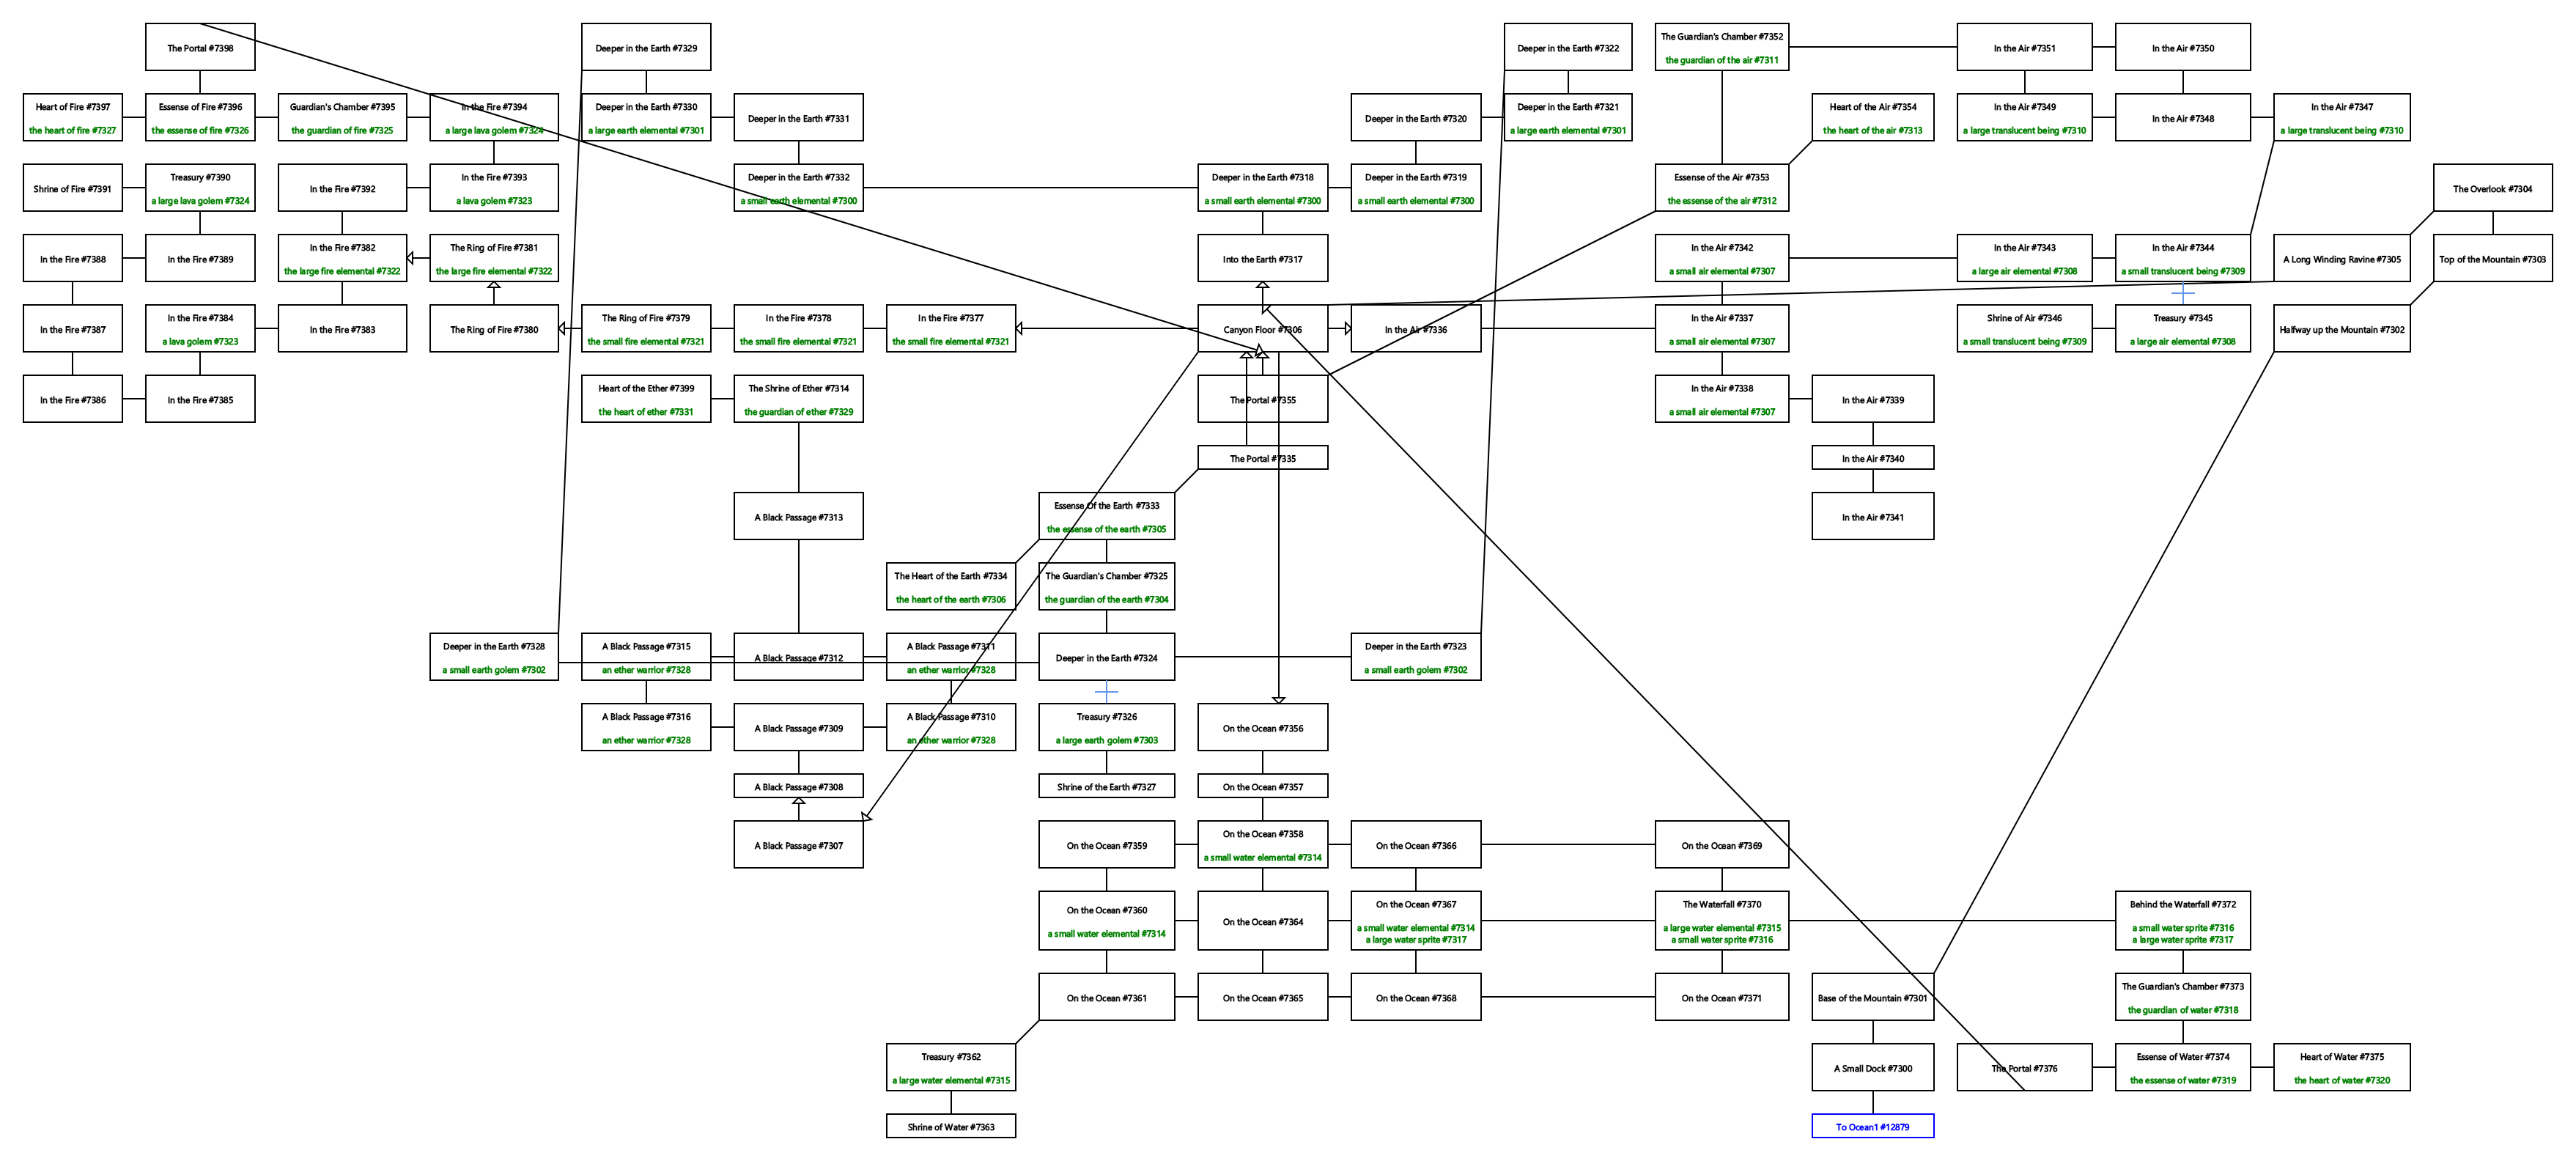 The Portal #7398
Deeper in the Earth #7329
Deeper in the Earth #7322
The Guardian's Chamber #7352
the guardian of the air #7311
In the Air #7351
In the Air #7350
Heart of Fire #7397
the heart of fire #7327
Essense of Fire #7396
the essense of fire #7326
Guardian's Chamber #7395
the guardian of fire #7325
In the Fire #7394
a large lava golem #7324
Deeper in the Earth #7330
a large earth elemental #7301
Deeper in the Earth #7331
Deeper in the Earth #7320
Deeper in the Earth #7321
a large earth elemental #7301
Heart of the Air #7354
the heart of the air #7313
In the Air #7349
a large translucent being #7310
In the Air #7348
In the Air #7347
a large translucent being #7310
Shrine of Fire #7391
Treasury #7390
a large lava golem #7324
In the Fire #7392
In the Fire #7393
a lava golem #7323
Deeper in the Earth #7332
a small earth elemental #7300
Deeper in the Earth #7318
a small earth elemental #7300
Deeper in the Earth #7319
a small earth elemental #7300
Essense of the Air #7353
the essense of the air #7312
The Overlook #7304
In the Fire #7388
In the Fire #7389
In the Fire #7382
the large fire elemental #7322
The Ring of Fire #7381
the large fire elemental #7322
Into the Earth #7317
In the Air #7342
a small air elemental #7307
In the Air #7343
a large air elemental #7308
In the Air #7344
a small translucent being #7309
A Long Winding Ravine #7305
Top of the Mountain #7303
In the Fire #7387
In the Fire #7384
a lava golem #7323
In the Fire #7383
The Ring of Fire #7380
The Ring of Fire #7379
the small fire elemental #7321
In the Fire #7378
the small fire elemental #7321
In the Fire #7377
the small fire elemental #7321
Canyon Floor #7306
In the Air #7336
In the Air #7337
a small air elemental #7307
Shrine of Air #7346
a small translucent being #7309
Treasury #7345
a large air elemental #7308
Halfway up the Mountain #7302
In the Fire #7386
In the Fire #7385
Heart of the Ether #7399
the heart of ether #7331
The Shrine of Ether #7314
the guardian of ether #7329
The Portal #7355
In the Air #7338
a small air elemental #7307
In the Air #7339
The Portal #7335
In the Air #7340
A Black Passage #7313
Essense Of the Earth #7333
the essense of the earth #7305
In the Air #7341
The Heart of the Earth #7334
the heart of the earth #7306
The Guardian's Chamber #7325
the guardian of the earth #7304
Deeper in the Earth #7328
a small earth golem #7302
A Black Passage #7315
an ether warrior #7328
A Black Passage #7312
A Black Passage #7311
an ether warrior #7328
Deeper in the Earth #7324
Deeper in the Earth #7323
a small earth golem #7302
A Black Passage #7316
an ether warrior #7328
A Black Passage #7309
A Black Passage #7310
an ether warrior #7328
Treasury #7326
a large earth golem #7303
On the Ocean #7356
A Black Passage #7308
Shrine of the Earth #7327
On the Ocean #7357
A Black Passage #7307
On the Ocean #7359
On the Ocean #7358
a small water elemental #7314
On the Ocean #7366
On the Ocean #7369
On the Ocean #7360
a small water elemental #7314
On the Ocean #7364
On the Ocean #7367
a small water elemental #7314
a large water sprite #7317
The Waterfall #7370
a large water elemental #7315
a small water sprite #7316
Behind the Waterfall #7372
a small water sprite #7316
a large water sprite #7317
On the Ocean #7361
On the Ocean #7365
On the Ocean #7368
On the Ocean #7371
Base of the Mountain #7301
The Guardian's Chamber #7373
the guardian of water #7318
Treasury #7362
a large water elemental #7315
A Small Dock #7300
The Portal #7376
Essense of Water #7374
the essense of water #7319
Heart of Water #7375
the heart of water #7320
Shrine of Water #7363
To Ocean1 #12879